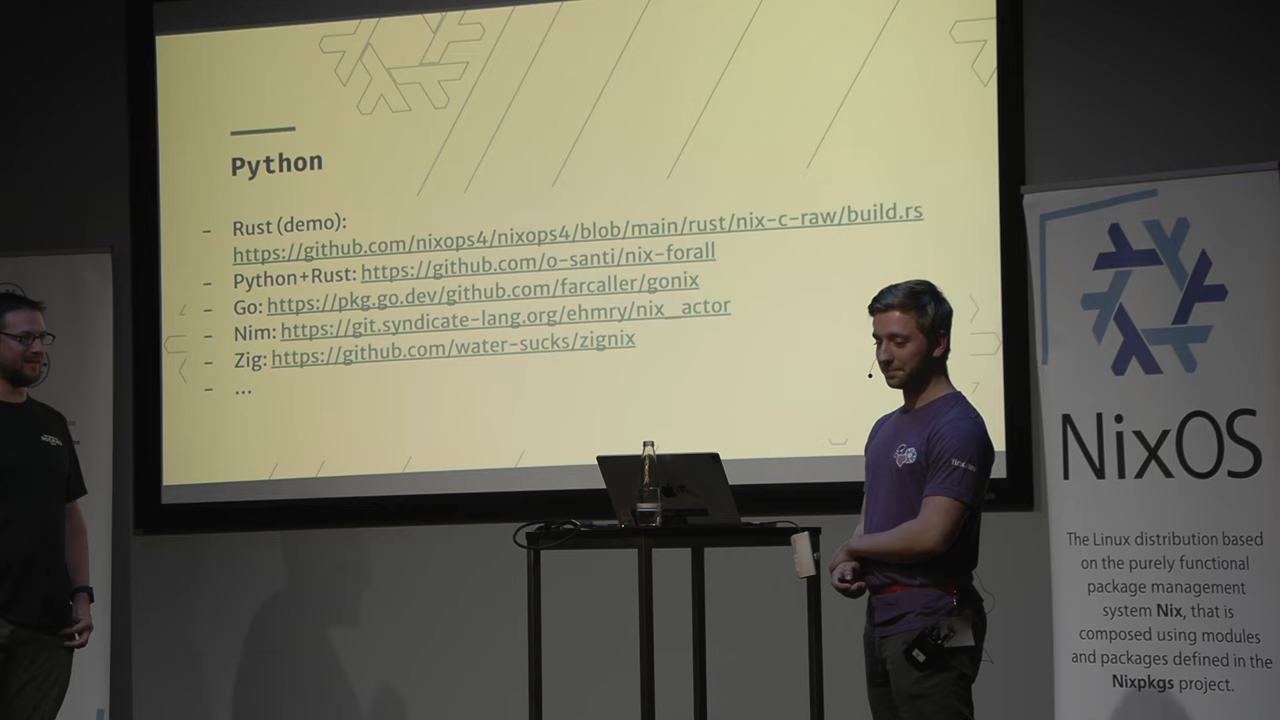 Python
- Rust (demo):
https://github.com/nixops4/nixops4/blob/main/rust/nix-c-raw/build.rs
- Python+Rust: https://github.com/o-santi/nix-forall
- Go: https://pkg.go.dev/github.com/farcaller/gonix
- Nim: https://git.syndicate-lang.org/ehmry/nix_actor
- Zig: https://github.com/water-sucks/zignix
- ...
NixOS
The Linux distribution based
on the purely functional
package management
system Nix, that is
composed using modules
and packages defined in the
Nixpkgs project.